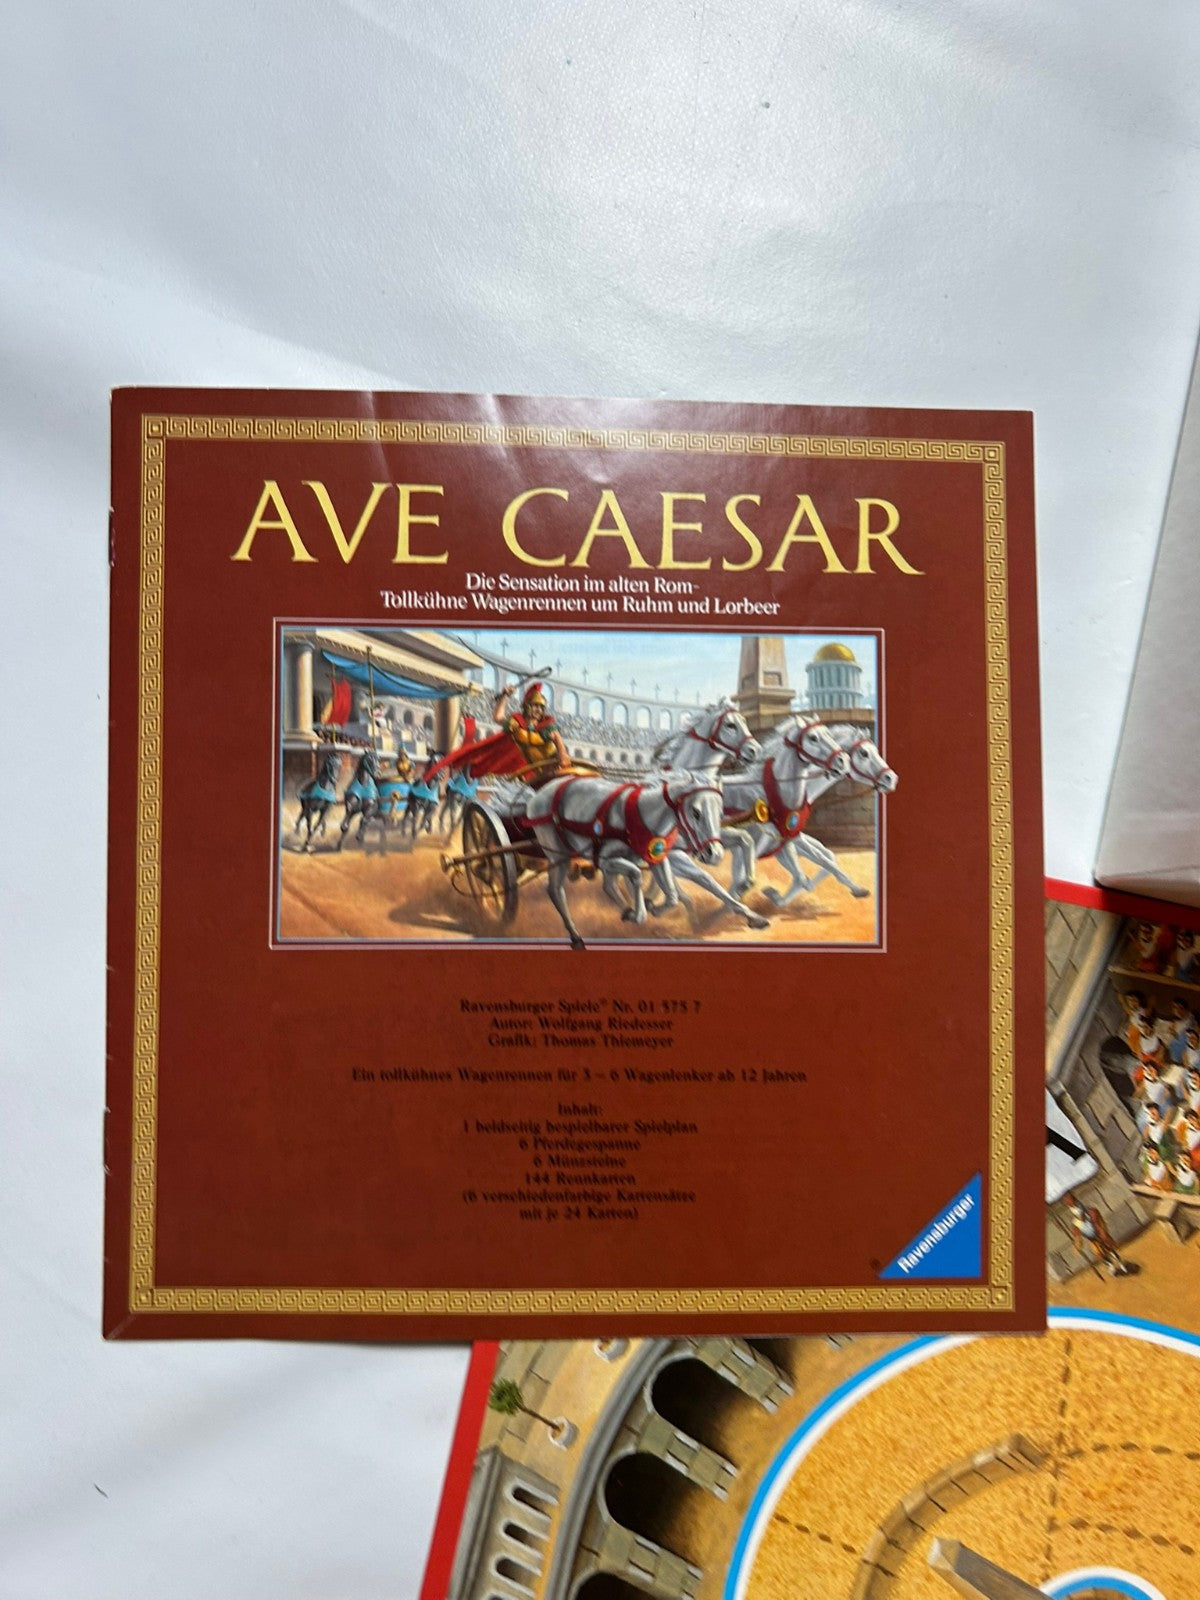 AVE CAESAR
Die Sensation im alten Rom-
Tollkühne Wagenrennen um Ruhm und Lorbeer
Ravensburger Spiele® Nr. 01 575 7
Autor: Wolfgang Riedesser
Grafik: Thomas Thiemeyer
Ein tollkühnes Wagenrennen für 3 – 6 Wagenlenker ab 12 Jahren
Inhalt:
1 beidseitig bespielbarer Spielplan
6 Pferdegespanne
6 Münzsteine
144 Rennkarten
(6 verschiedenfarbige Kartensätze
mit je 24 Karten)
® Ravensburger